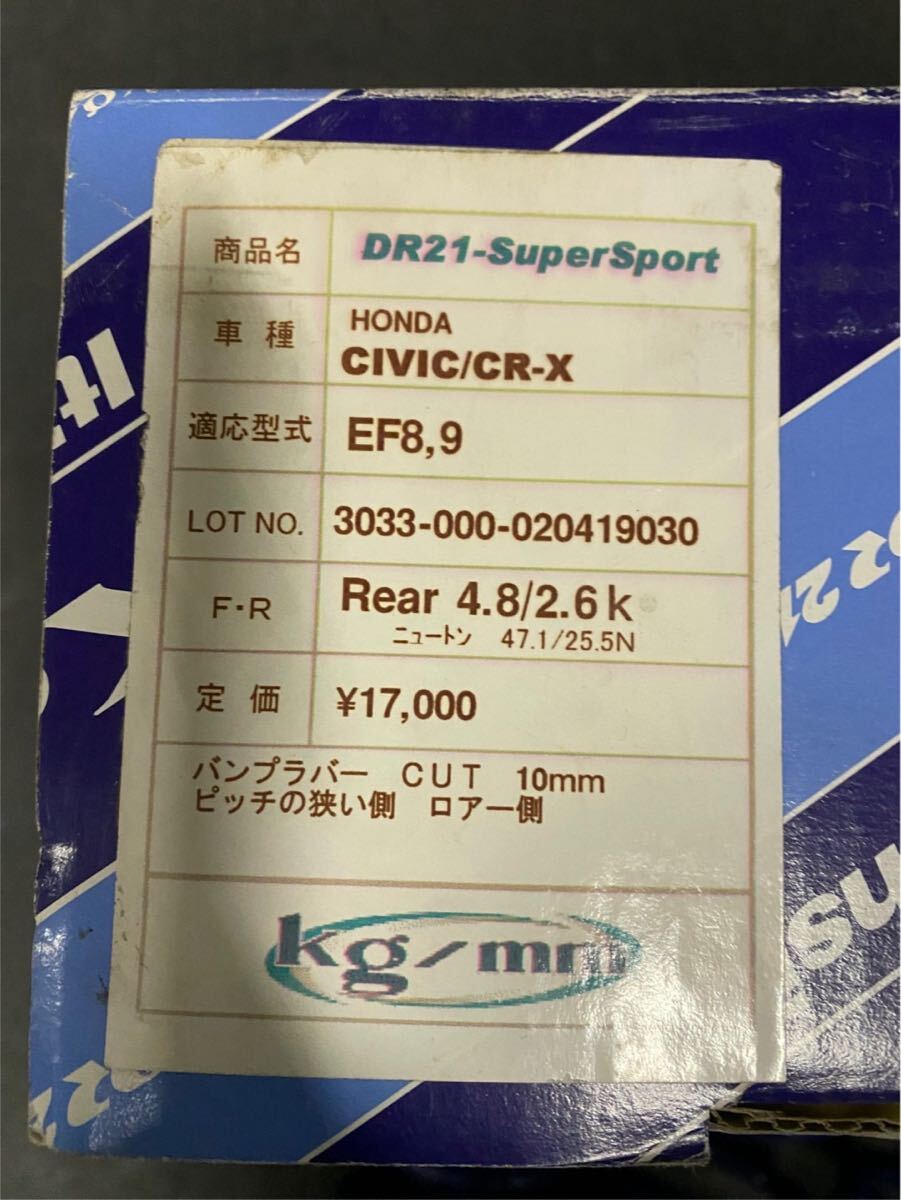 商品名 DR21-SuperSport
車種 HONDA
CIVIC/CR-X
適応型式 EF8,9
LOT NO. 3033-000-020419030
F・R Rear 4.8/2.6k
ニュートン 47.1/25.5N
定価 ¥17,000
バンプラバー CUT 10mm
ピッチの狭い側 ロアー側
kg/mm